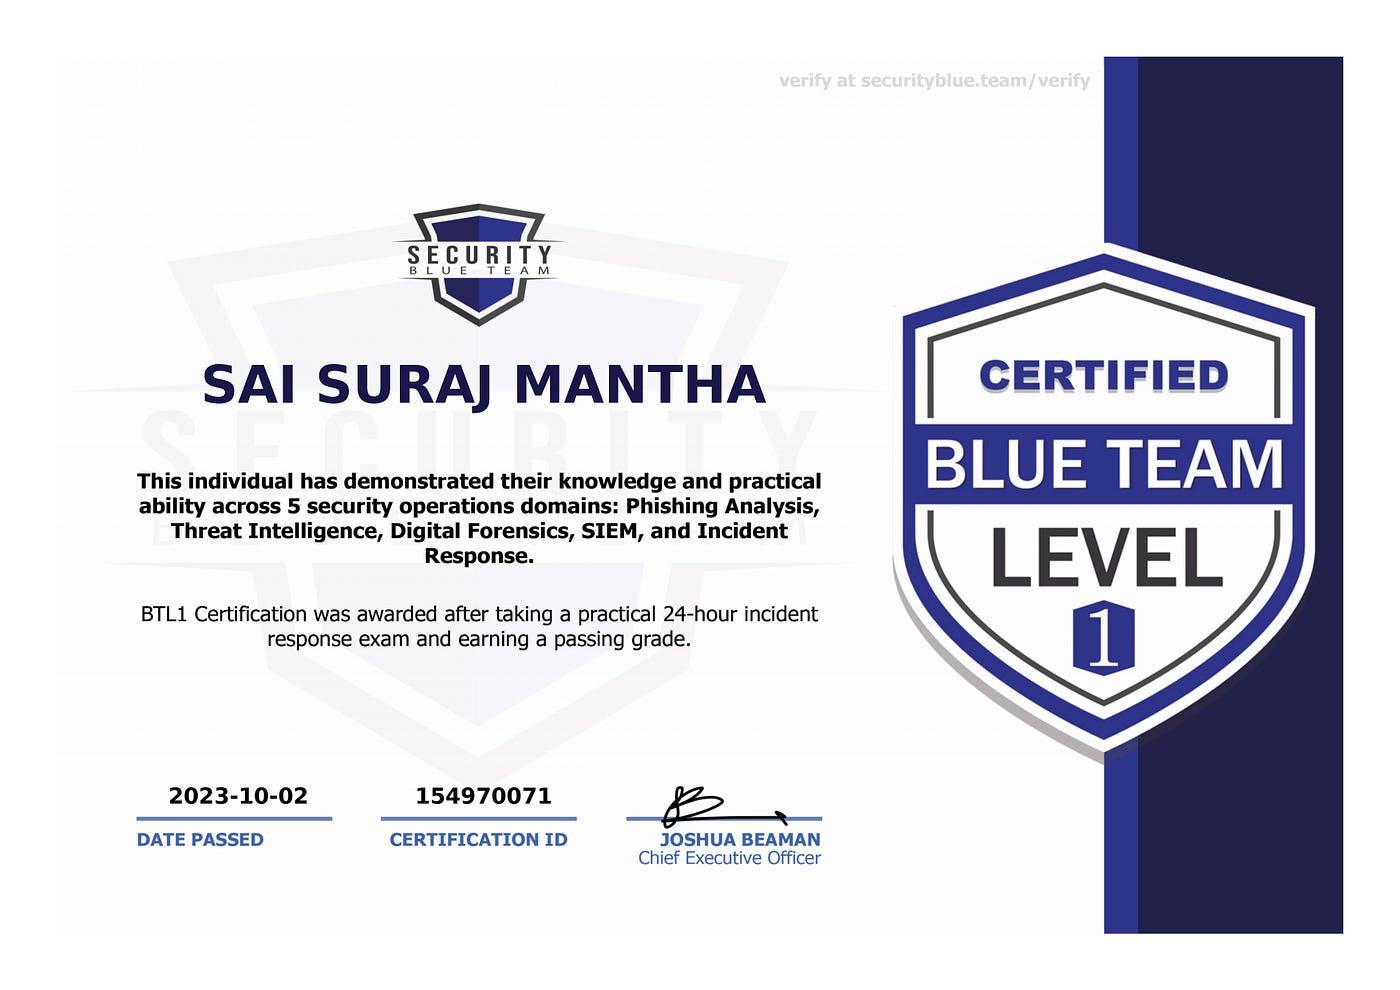 verify at securityblue.team/verify
SECURITY
BLUE TEAM
SAI SURAJ MANTHA
This individual has demonstrated their knowledge and practical
ability across 5 security operations domains: Phishing Analysis,
Threat Intelligence, Digital Forensics, SIEM, and Incident
Response.
BTL1 Certification was awarded after taking a practical 24-hour incident
response exam and earning a passing grade.
2023-10-02
DATE PASSED
154970071
CERTIFICATION ID
JOSHUA BEAMAN
Chief Executive Officer
CERTIFIED
BLUE TEAM
LEVEL
1